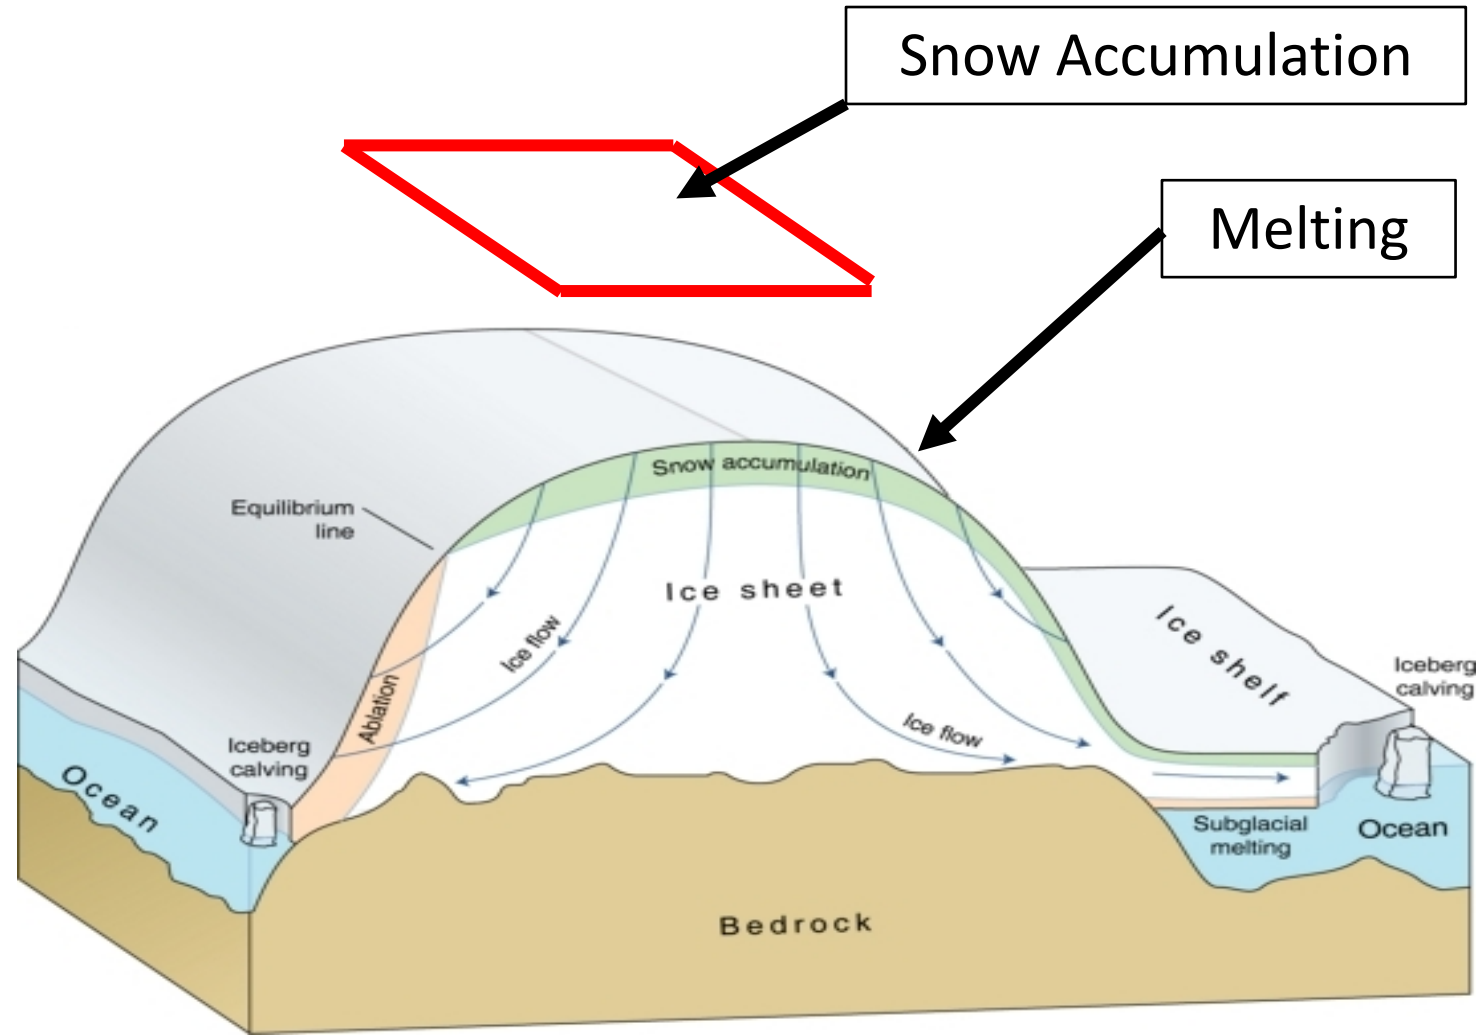 Snow Accumulation
Melting
Snow accumulation
Equilibrium
line
Ice sheet
Ice flow
Ice shelf
Iceberg
calving
Ablation
Ice flow
Iceberg
calving
Ocean
Subglacial
melting
Ocean
Bedrock